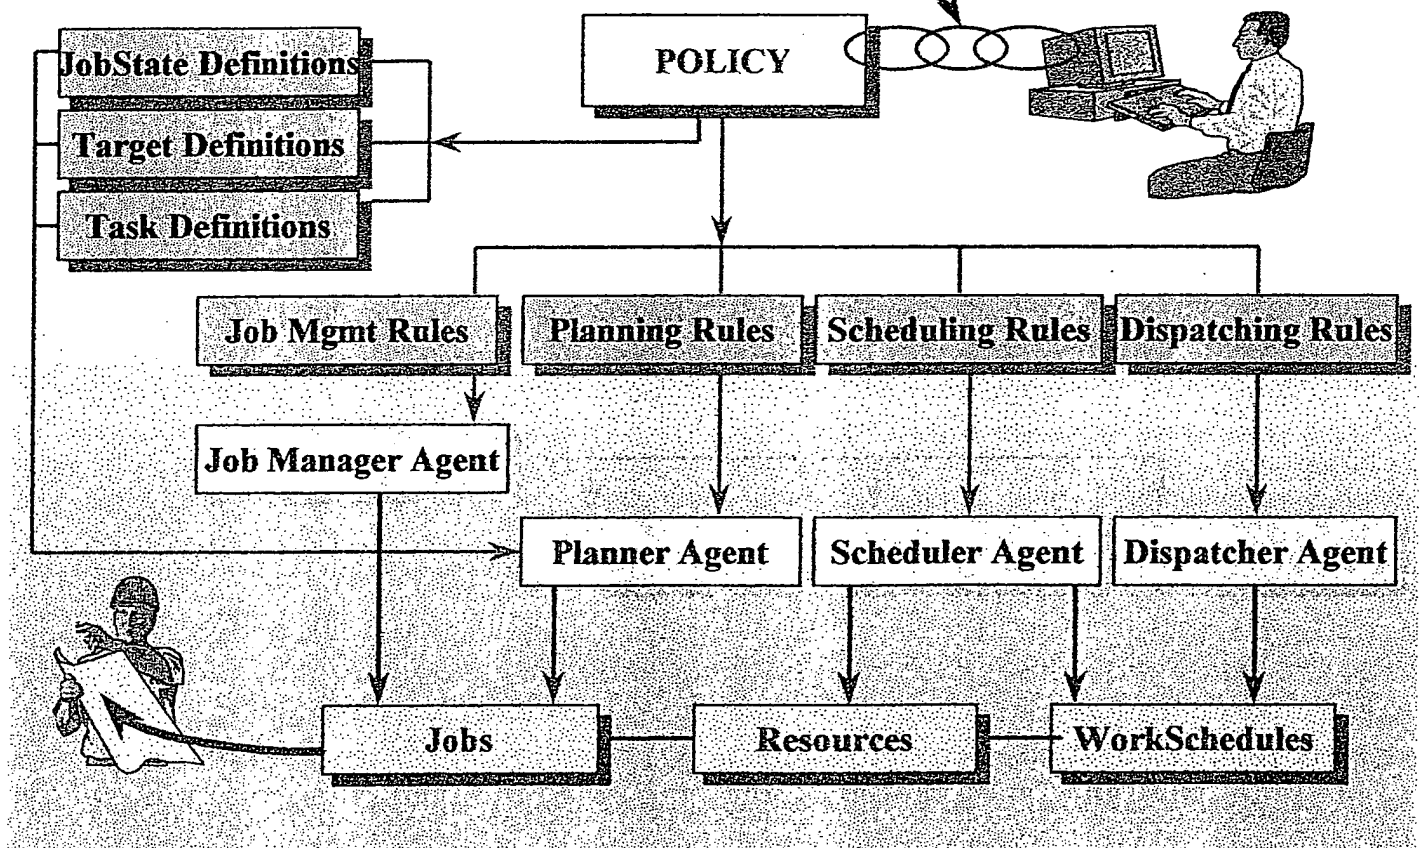 POLICY
JobState Definitions
Target Definitions
Task Definitions
Job Mgmt Rules
Planning Rules
Scheduling Rules
Dispatching Rules
Job Manager Agent
Planner Agent
Scheduler Agent
Dispatcher Agent
Jobs
Resources
WorkSchedules